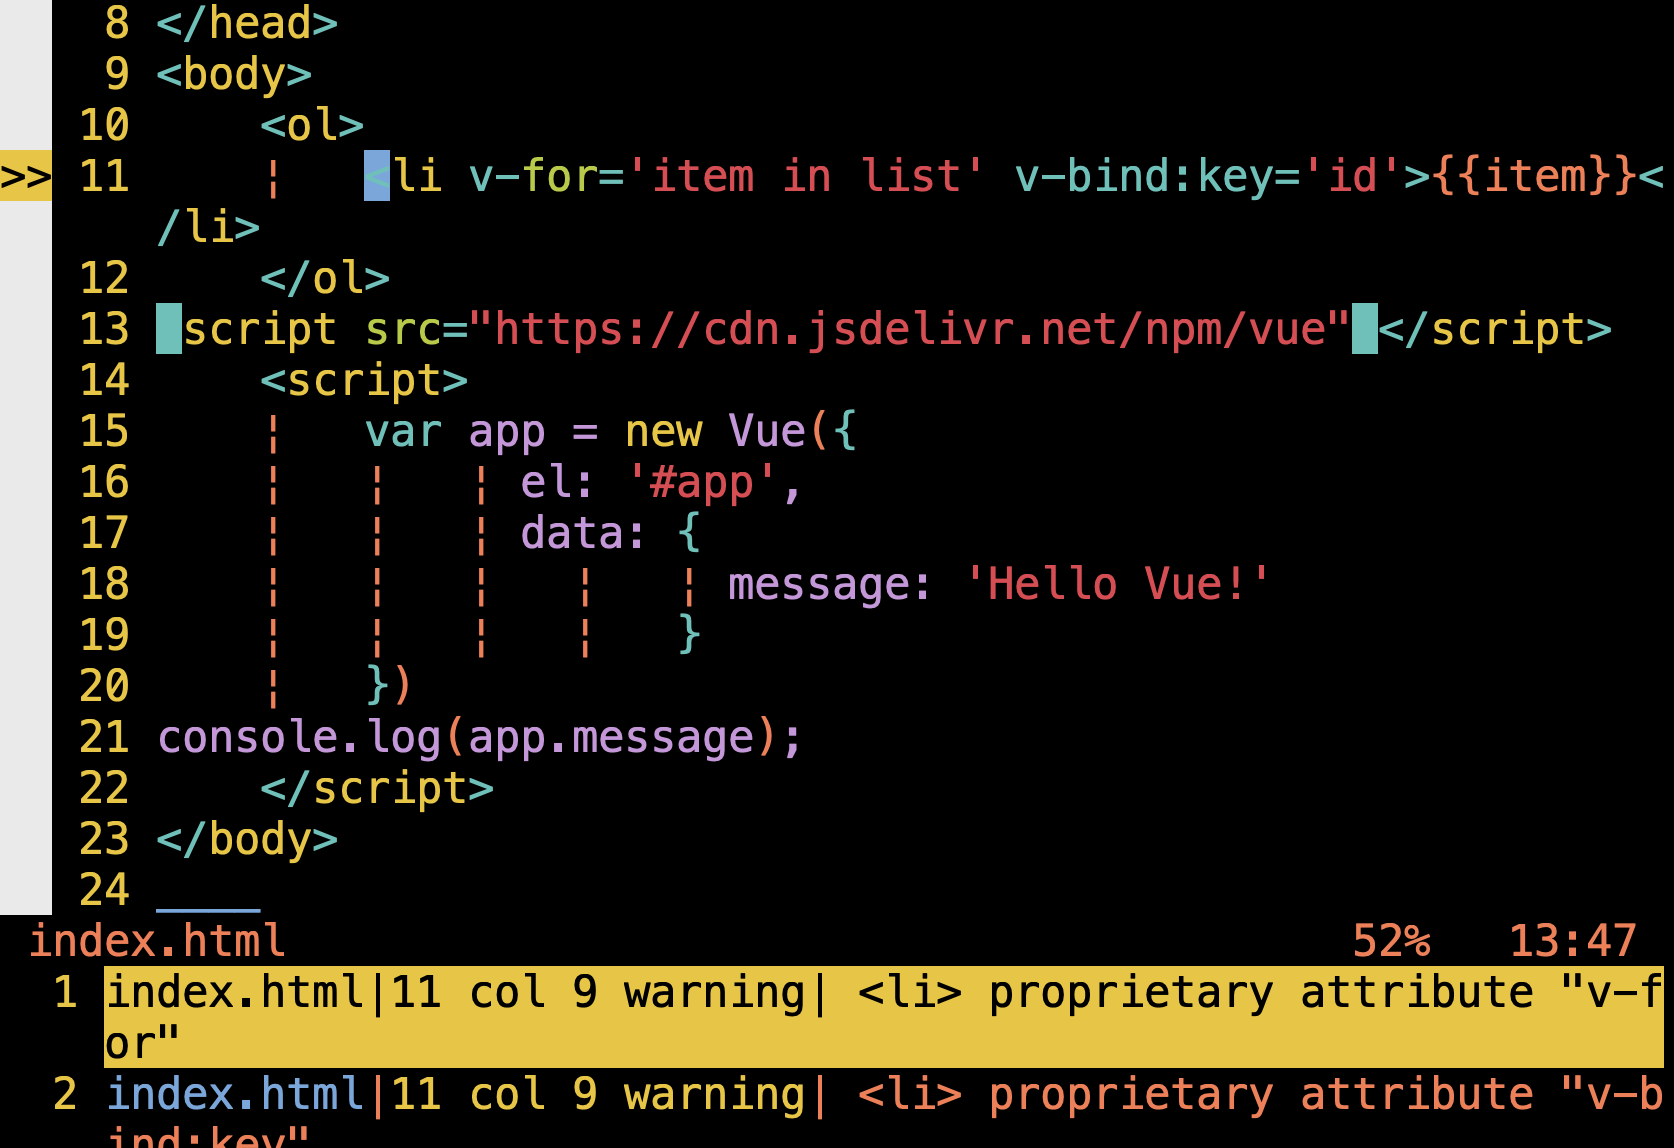 8 </head>
9 <body>
10     <ol>
>> 11     ¦   <li v-for='item in list' v-bind:key='id'>{{item}}<
/li>
12     </ol>
13 script src="https://cdn.jsdelivr.net/npm/vue" </script>
14     <script>
15     ¦   var app = new Vue({
16     ¦   ¦   ¦ el: '#app',
17     ¦   ¦   ¦ data: {
18     ¦   ¦   ¦   ¦   ¦ message: 'Hello Vue!'
19     ¦   ¦   ¦   ¦   }
20     ¦   })
21 console.log(app.message);
22     </script>
23 </body>
24
index.html 52% 13:47
1 index.html|11 col 9 warning| <li> proprietary attribute "v-f
or"
2 index.html|11 col 9 warning| <li> proprietary attribute "v-b
ind:key"